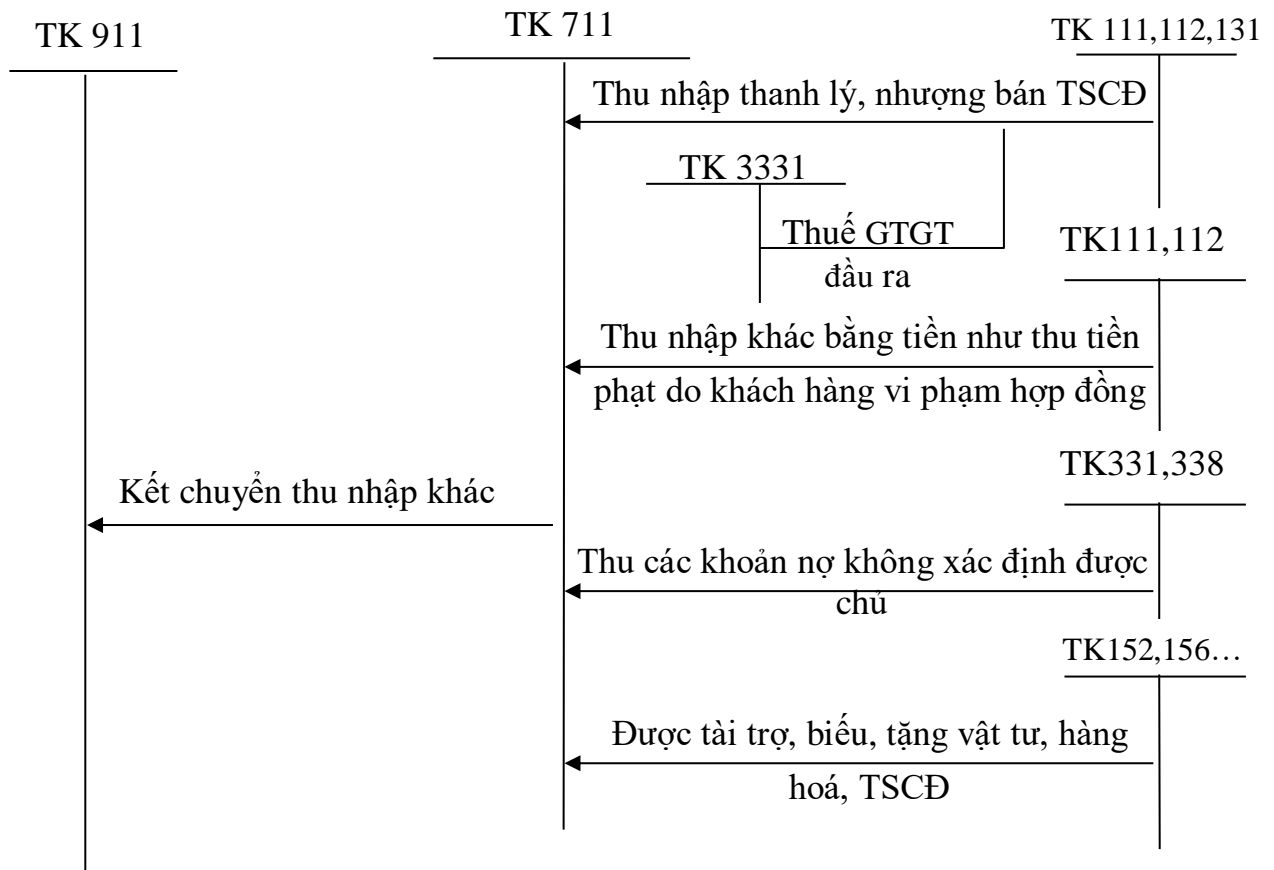 TK 911
TK 711
TK 111,112,131
Thu nhập thanh lý, nhượng bán TSCĐ
TK 3331
Thuế GTGT
đầu ra
TK111,112
Thu nhập khác bằng tiền như thu tiền
phạt do khách hàng vi phạm hợp đồng
TK331,338
Kết chuyển thu nhập khác
Thu các khoản nợ không xác định được
chủ
TK152,156…
Được tài trợ, biếu, tặng vật tư, hàng
hoá, TSCĐ